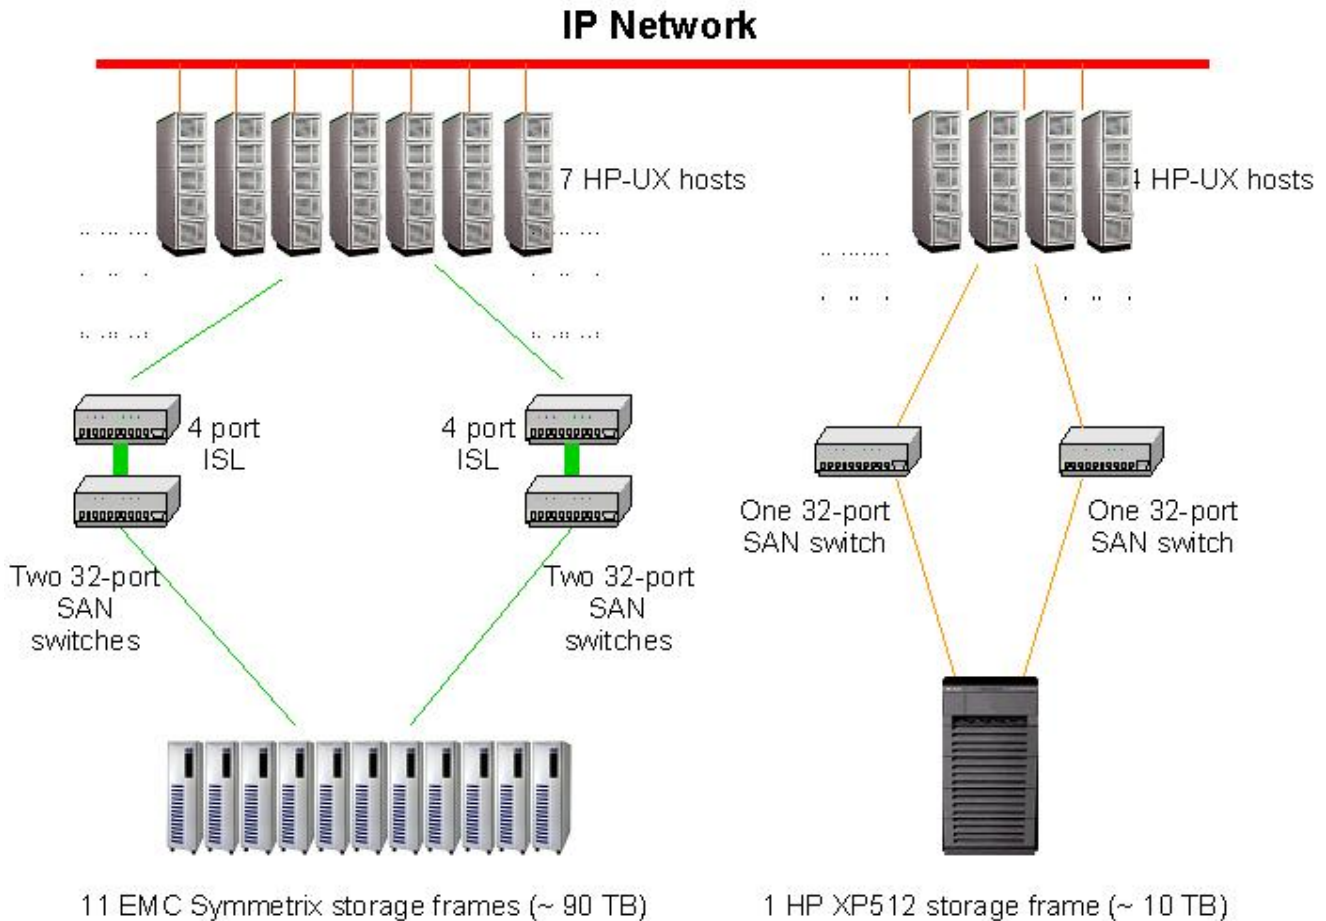 IP Network
7 HP-UX hosts
4 HP-UX hosts
4 port
ISL
4 port
ISL
One 32-port
SAN switch
One 32-port
SAN switch
Two 32-port
SAN
switches
Two 32-port
SAN
switches
11 EMC Symmetrix storage frames (~ 90 TB)
1 HP XP512 storage frame (~ 10 TB)